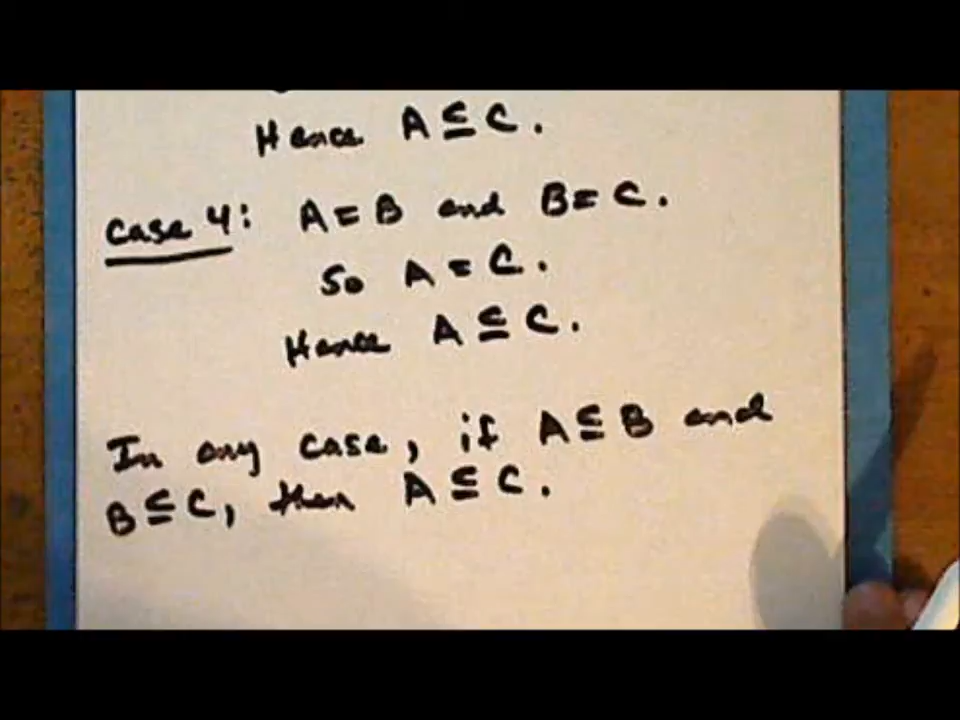 Hence A ⊆ C.
Case 4: A = B and B = C.
So A = C.
Hence A ⊆ C.
In any case, if A ⊆ B and
B ⊆ C, then A ⊆ C.